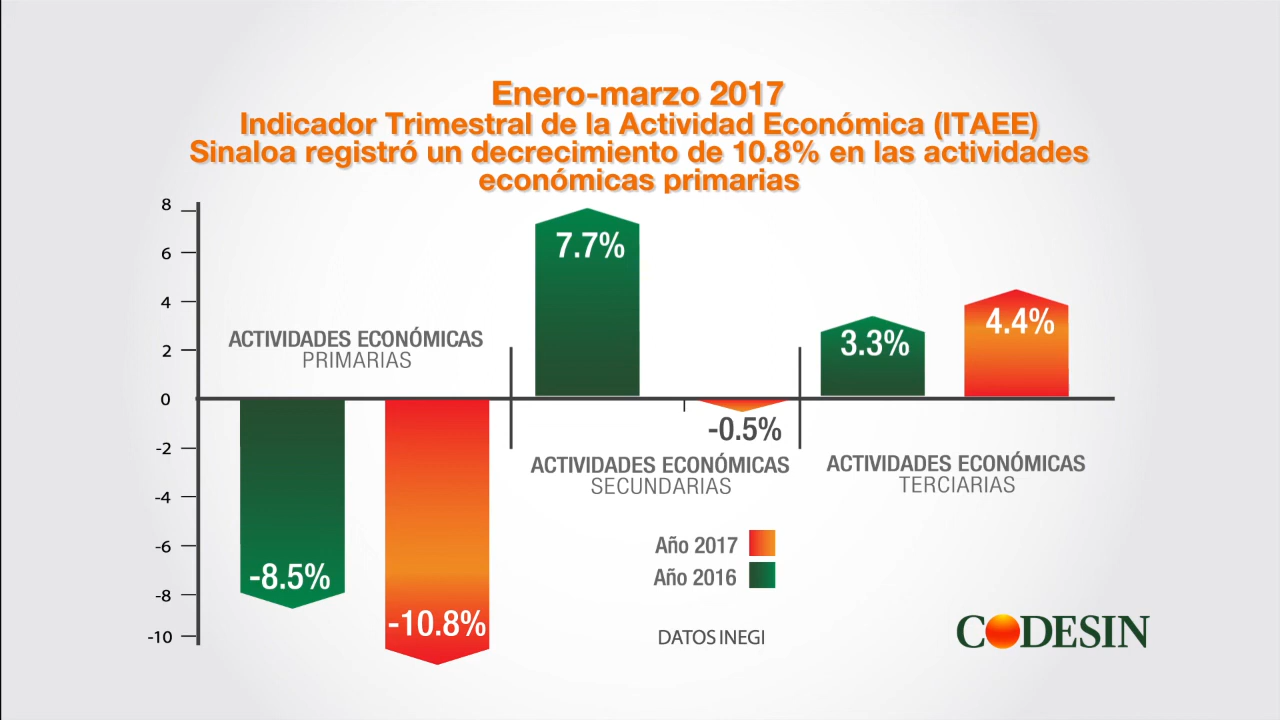 Enero-marzo 2017
Indicador Trimestral de la Actividad Económica (ITAEE)
Sinaloa registró un decrecimiento de 10.8% en las actividades
económicas primarias
8
6
4
2
0
-2
-4
-6
-8
-10
ACTIVIDADES ECONÓMICAS
PRIMARIAS
-8.5%
-10.8%
7.7%
-0.5%
ACTIVIDADES ECONÓMICAS
SECUNDARIAS
3.3%
4.4%
ACTIVIDADES ECONÓMICAS
TERCIARIAS
Año 2017
Año 2016
DATOS INEGI
CODESIN